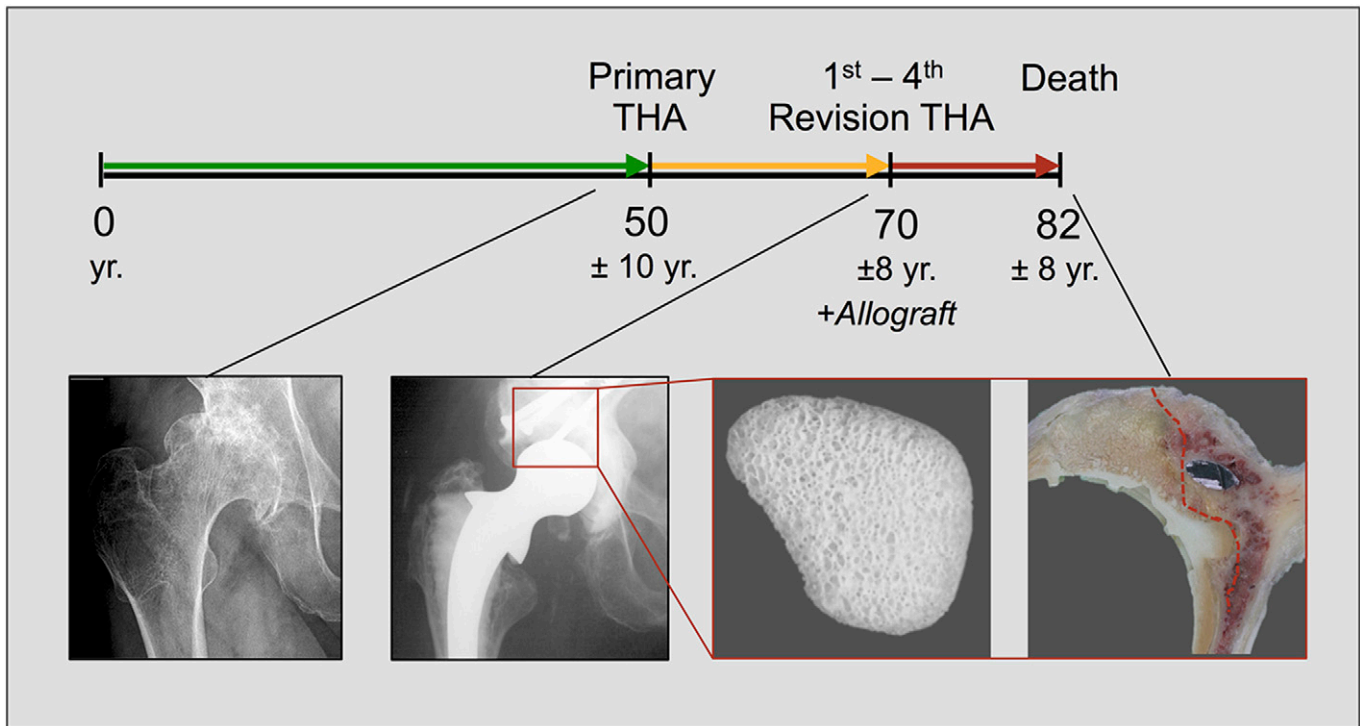 Primary
THA
1st – 4th
Revision THA
Death
0
yr.
50
± 10 yr.
70
±8 yr.
+Allograft
82
± 8 yr.